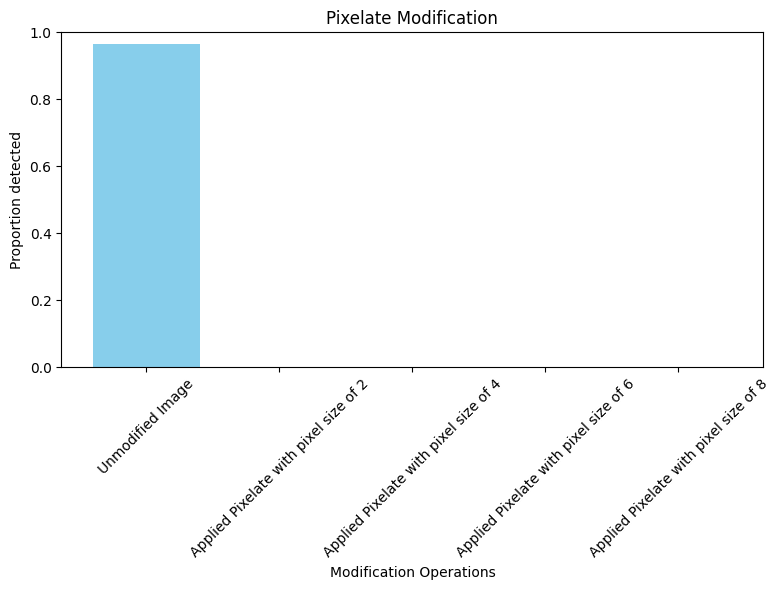 Pixelate Modification
Proportion detected
1.0
0.8
0.6
0.4
0.2
0.0
Unmodified Image
Applied Pixelate with pixel size of 2
Applied Pixelate with pixel size of 4
Applied Pixelate with pixel size of 6
Applied Pixelate with pixel size of 8
Modification Operations